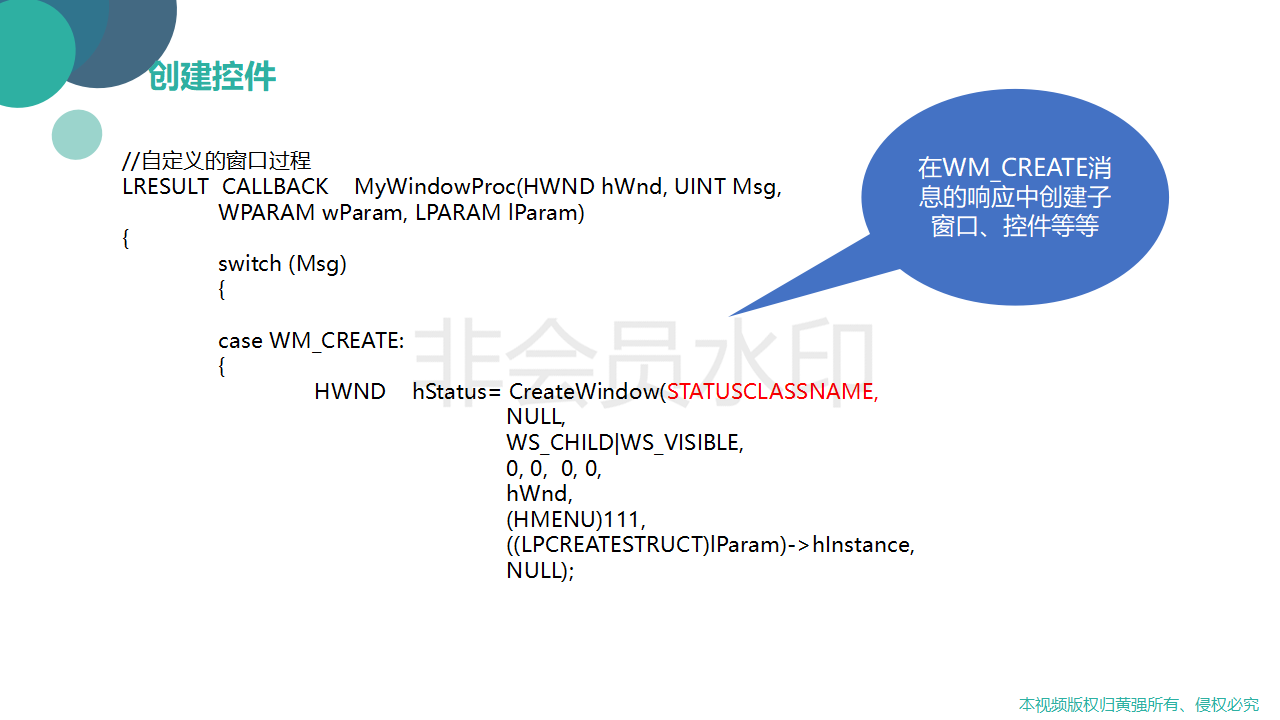 创建控件
//自定义的窗口过程
LRESULT  CALLBACK    MyWindowProc(HWND hWnd, UINT Msg,
WPARAM wParam, LPARAM lParam)
{
switch (Msg)
{
case WM_CREATE:
{
HWND    hStatus= CreateWindow(STATUSCLASSNAME,
NULL,
WS_CHILD|WS_VISIBLE,
0, 0,  0, 0,
hWnd,
(HMENU)111,
((LPCREATESTRUCT)lParam)->hInstance,
NULL);
在WM_CREATE消
息的响应中创建子
窗口、控件等等
非会员水印
本视频版权归黄强所有、侵权必究